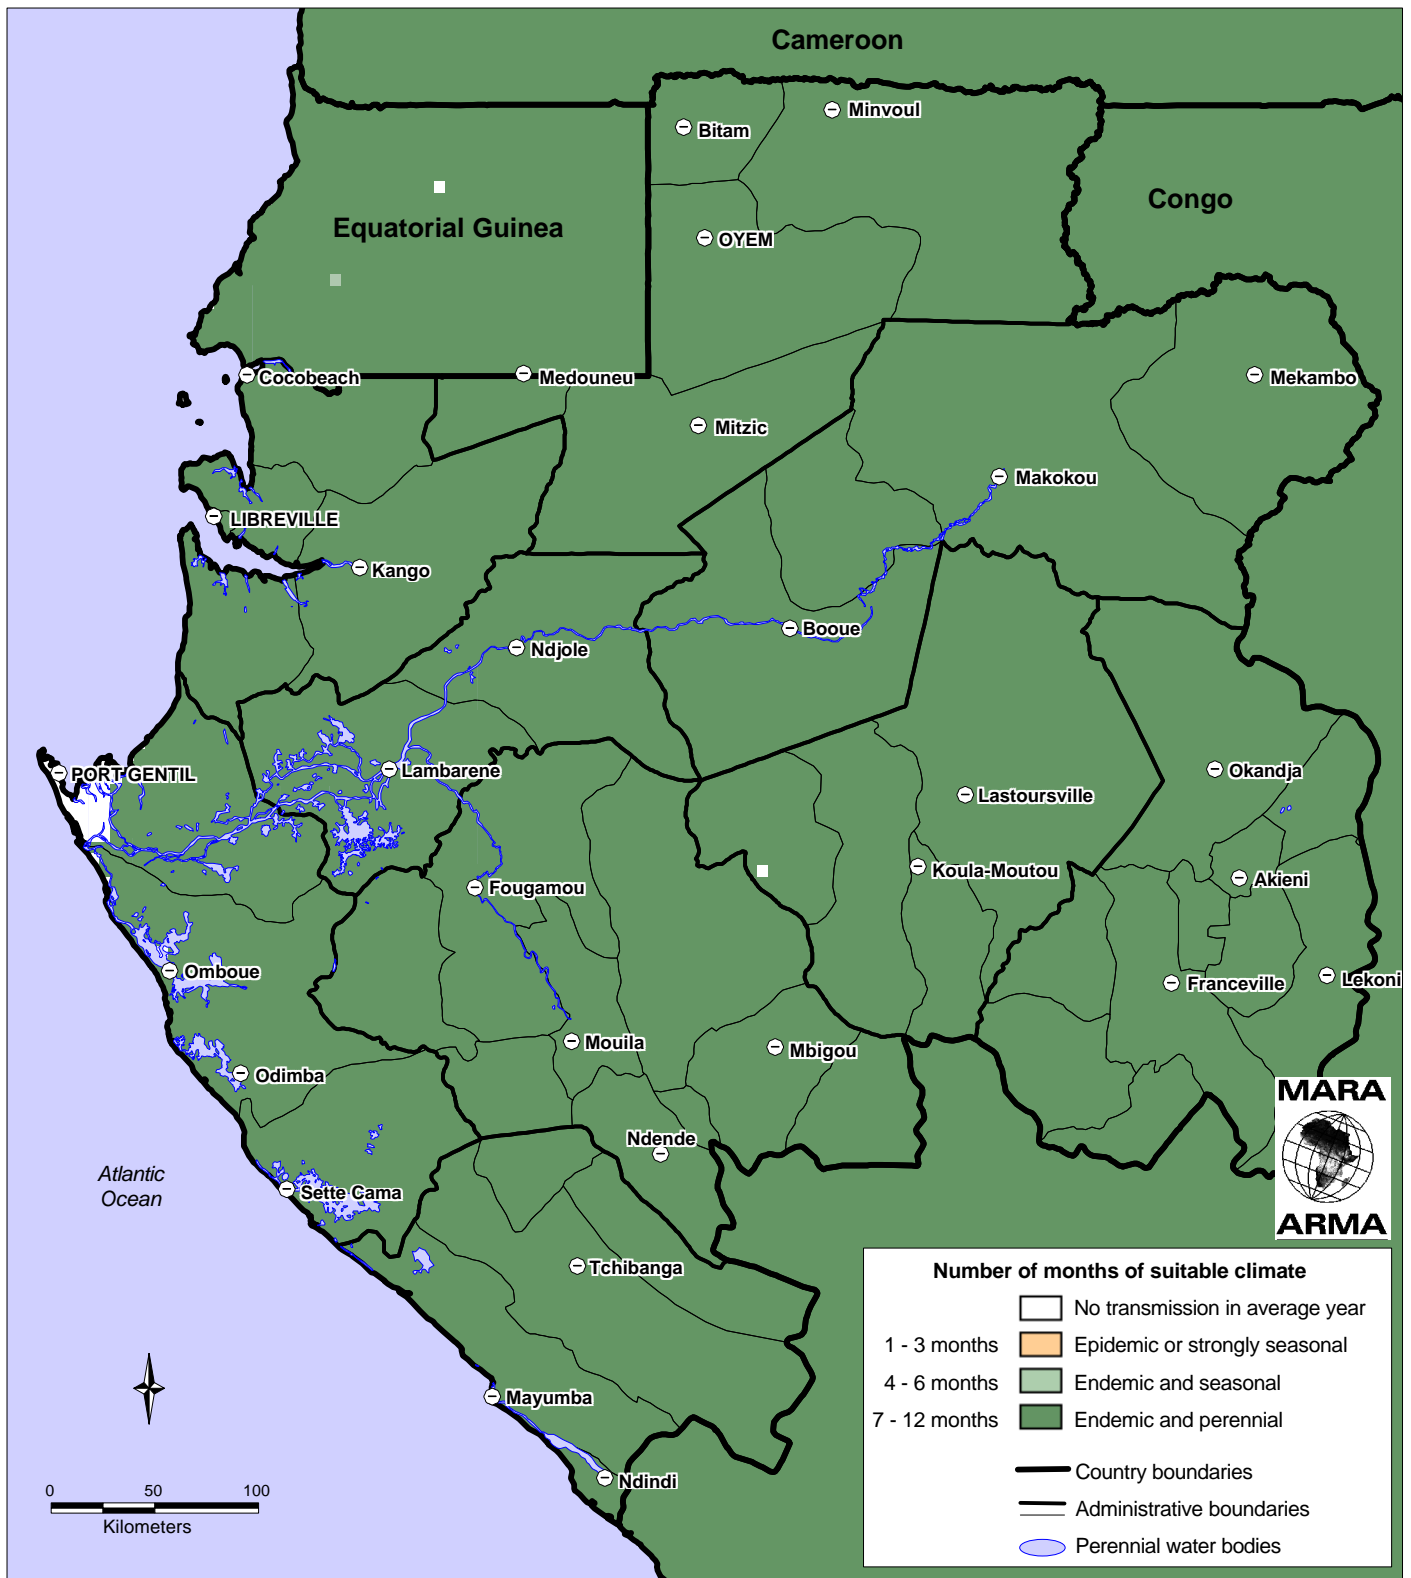 Cameroon
Minvoul
Bitam
Congo
Equatorial Guinea
OYEM
Cocobeach
Medouneu
Mekambo
Mitzic
Makokou
LIBREVILLE
Kango
Booue
Ndjole
PORT-GENTIL
Lambarene
Okandja
Lastoursville
Koula-Moutou
Akieni
Fougamou
Omboue
Franceville
Lekoni
Mouila
Mbigou
Odimba
MARA
Ndende
Atlantic
Ocean
Sette Cama
ARMA
Tchibanga
Number of months of suitable climate
No transmission in average year
1 - 3 months Epidemic or strongly seasonal
4 - 6 months Endemic and seasonal
7 - 12 months Endemic and perennial
Mayumba
Country boundaries
Ndindi
0 50 100
Kilometers
Administrative boundaries
Perennial water bodies